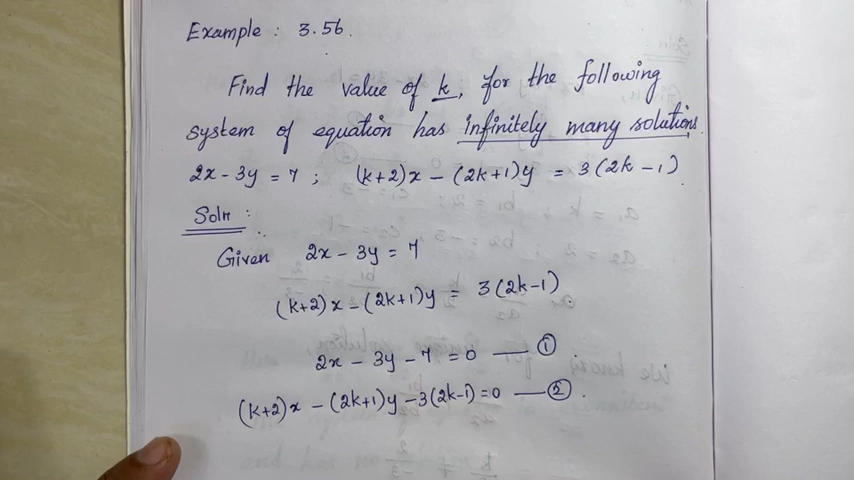 Example : 3.56.
Find the value of k, for the following
system of equation has infinitely many solutions.
2x - 3y = 7 ; (k+2)x - (2k+1)y = 3(2k-1)
Soln :
Given 2x - 3y = 7
(k+2)x - (2k+1)y = 3(2k-1)
2x - 3y - 7 = 0 — ①
(k+2)x - (2k+1)y - 3(2k-1) = 0 — ②.